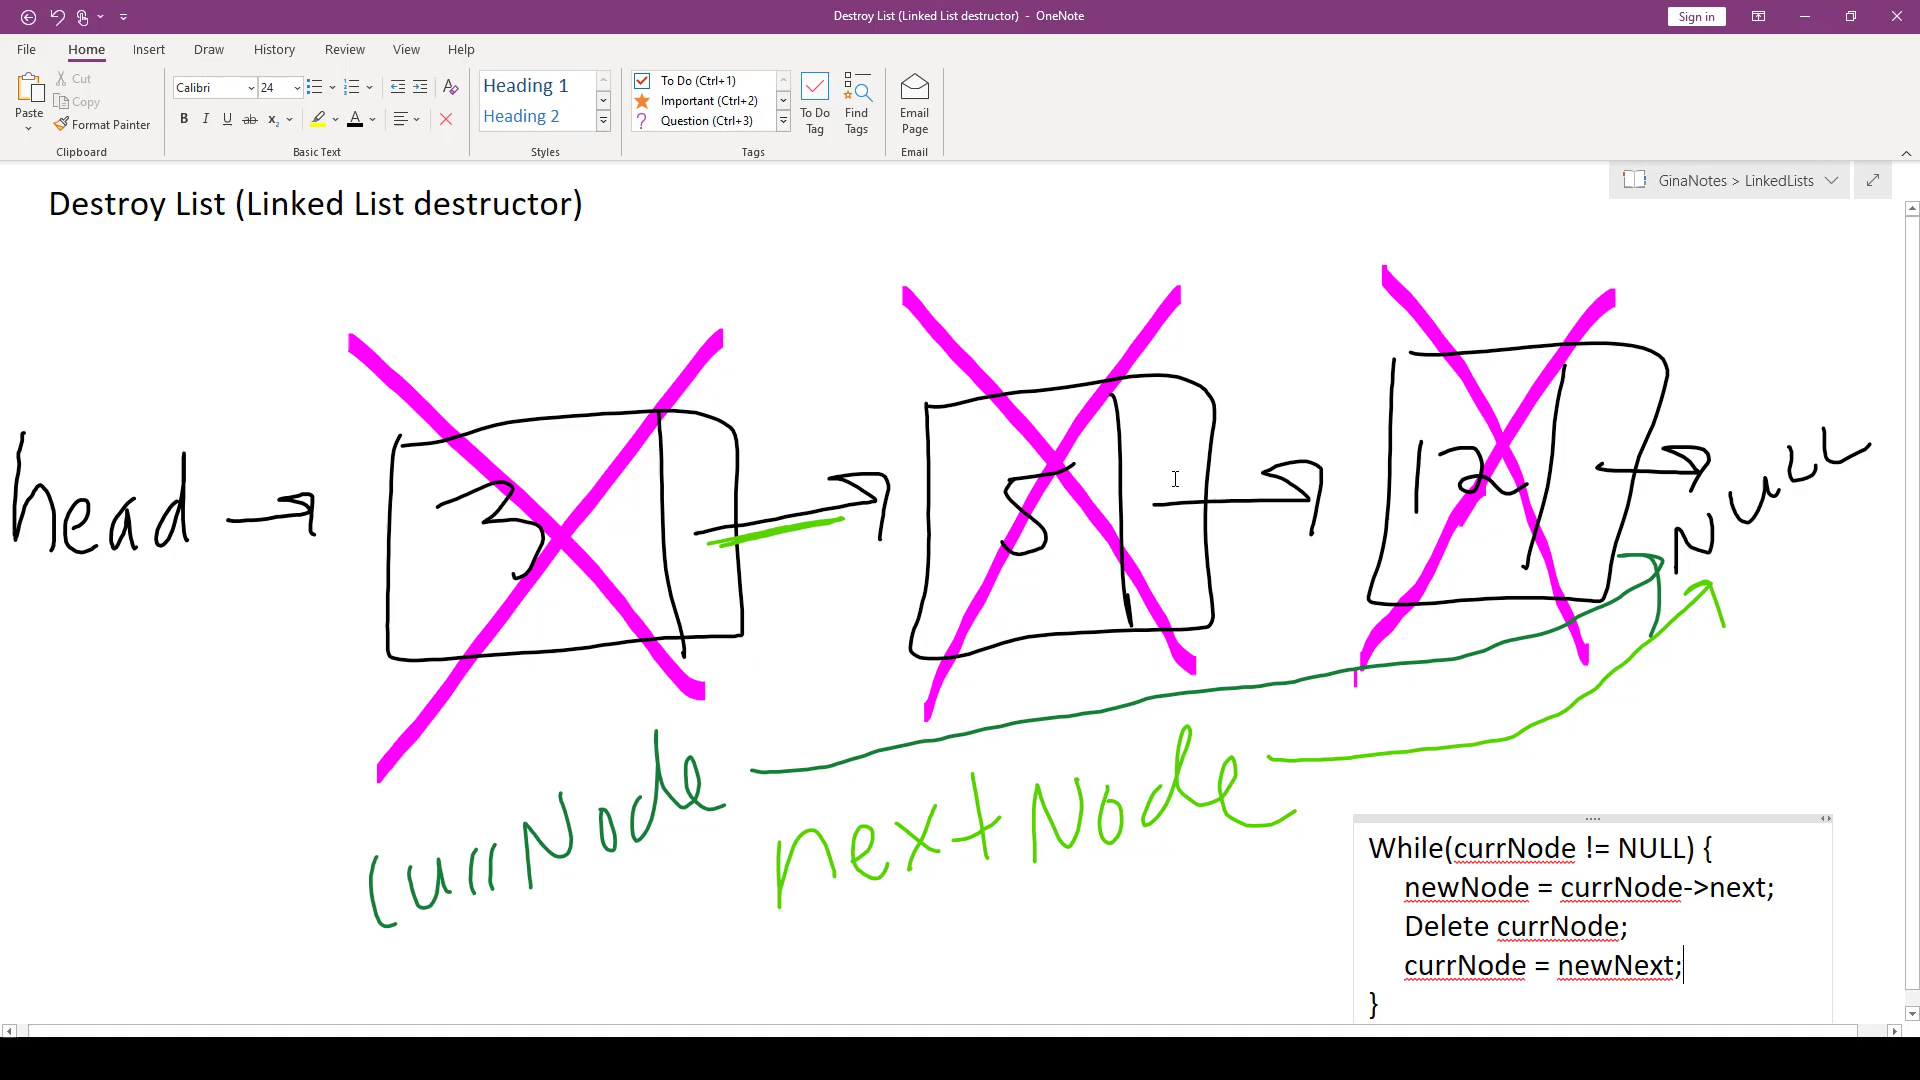 Destroy List (Linked List destructor) - OneNote
Sign in
File Home Insert Draw History Review View Help
Paste
Cut
Copy
Format Painter
Clipboard
Calibri 24
B I U ab x₂ A
Basic Text
Heading 1
Heading 2
Styles
To Do (Ctrl+1)
Important (Ctrl+2)
? Question (Ctrl+3)
To Do Tag
Find Tags
Tags
Email Page
Email
GinaNotes > LinkedLists
Destroy List (Linked List destructor)
head 3 5 12 NULL
currNode nextNode
While(currNode != NULL) {
newNode = currNode->next;
Delete currNode;
currNode = newNext;
}